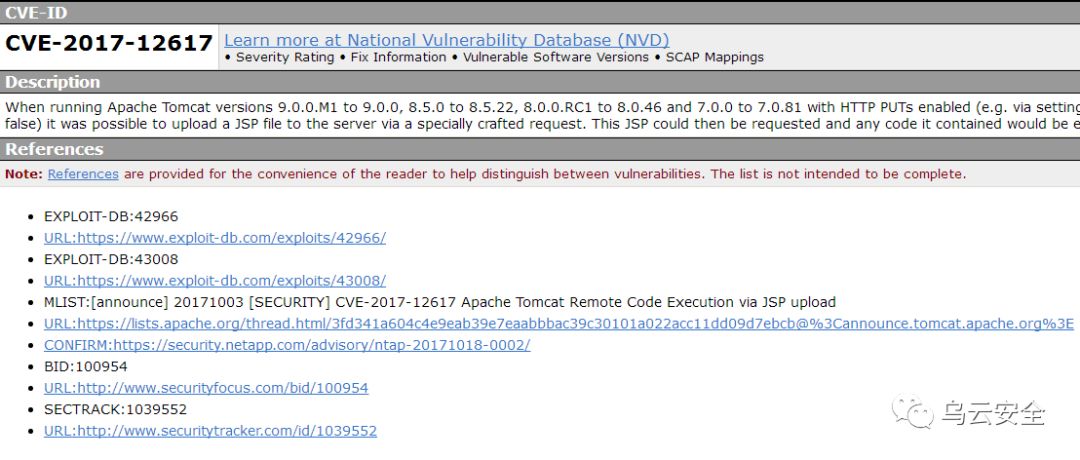 CVE-ID
CVE-2017-12617
Learn more at National Vulnerability Database (NVD)
• Severity Rating • Fix Information • Vulnerable Software Versions • SCAP Mappings
Description
When running Apache Tomcat versions 9.0.0.M1 to 9.0.0, 8.5.0 to 8.5.22, 8.0.0.RC1 to 8.0.46 and 7.0.0 to 7.0.81 with HTTP PUTs enabled (e.g. via setting
false) it was possible to upload a JSP file to the server via a specially crafted request. This JSP could then be requested and any code it contained would be e
References
Note: References are provided for the convenience of the reader to help distinguish between vulnerabilities. The list is not intended to be complete.
• EXPLOIT-DB:42966
• URL:https://www.exploit-db.com/exploits/42966/
• EXPLOIT-DB:43008
• URL:https://www.exploit-db.com/exploits/43008/
• MLIST:[announce] 20171003 [SECURITY] CVE-2017-12617 Apache Tomcat Remote Code Execution via JSP upload
• URL:https://lists.apache.org/thread.html/3fd341a604c4e9eab39e7eaabbbac39c30101a022acc11dd09d7ebcb@%3Cannounce.tomcat.apache.org%3E
• CONFIRM:https://security.netapp.com/advisory/ntap-20171018-0002/
• BID:100954
• URL:http://www.securityfocus.com/bid/100954
• SECTRACK:1039552
• URL:http://www.securitytracker.com/id/1039552
乌云安全